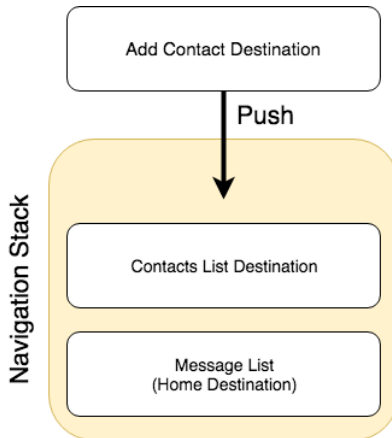 Add Contact Destination
Push
Navigation Stack
Contacts List Destination
Message List
(Home Destination)